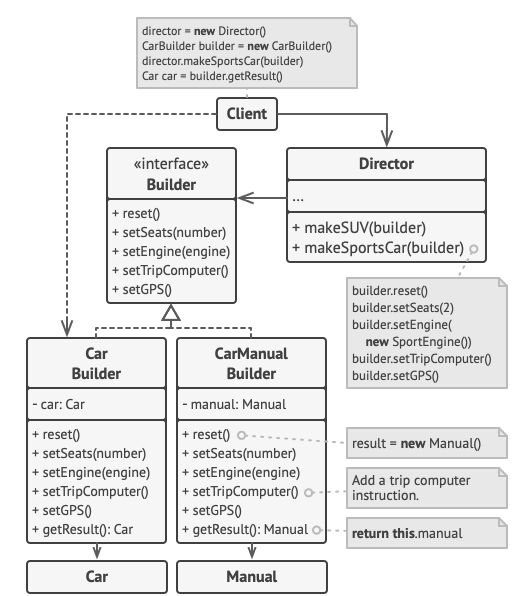 director = new Director()
CarBuilder builder = new CarBuilder()
director.makeSportsCar(builder)
Car car = builder.getResult()
Client
«interface»
Builder
+ reset()
+ setSeats(number)
+ setEngine(engine)
+ setTripComputer()
+ setGPS()
Director
...
+ makeSUV(builder)
+ makeSportsCar(builder)
builder.reset()
builder.setSeats(2)
builder.setEngine(
new SportEngine())
builder.setTripComputer()
builder.setGPS()
Car
Builder
- car: Car
+ reset()
+ setSeats(number)
+ setEngine(engine)
+ setTripComputer()
+ setGPS()
+ getResult(): Car
Car
CarManual
Builder
- manual: Manual
+ reset()
+ setSeats(number)
+ setEngine(engine)
+ setTripComputer()
+ setGPS()
+ getResult(): Manual
Manual
result = new Manual()
Add a trip computer
instruction.
return this.manual